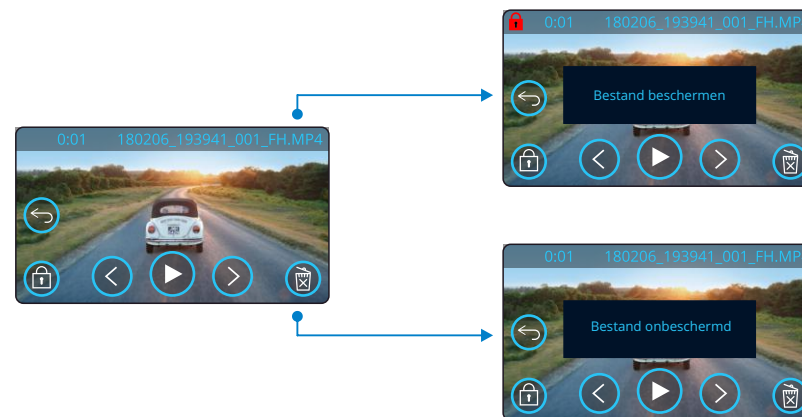 0:01 180206_193941_001_FH.MP4
0:01 180206_193941_001_FH.MP
Bestand beschermen
0:01 180206_193941_001_FH.MP
Bestand onbeschermd